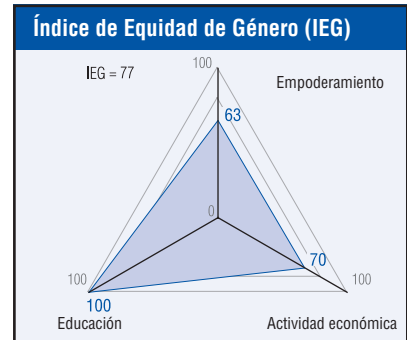 Índice de Equidad de Género (IEG)
IEG = 77
100
Empoderamiento
63
0
70
100
100
100
Educación
Actividad económica